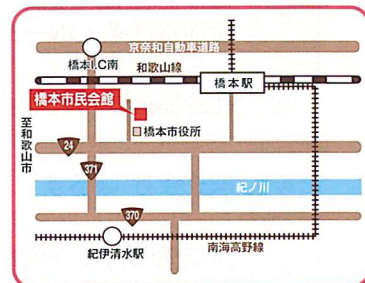 京奈和自動車道路
橋本I.C南
和歌山線
橋本駅
橋本市民会館
橋本市役所
至和歌山市
24
371
紀ノ川
370
紀伊清水駅
南海高野線